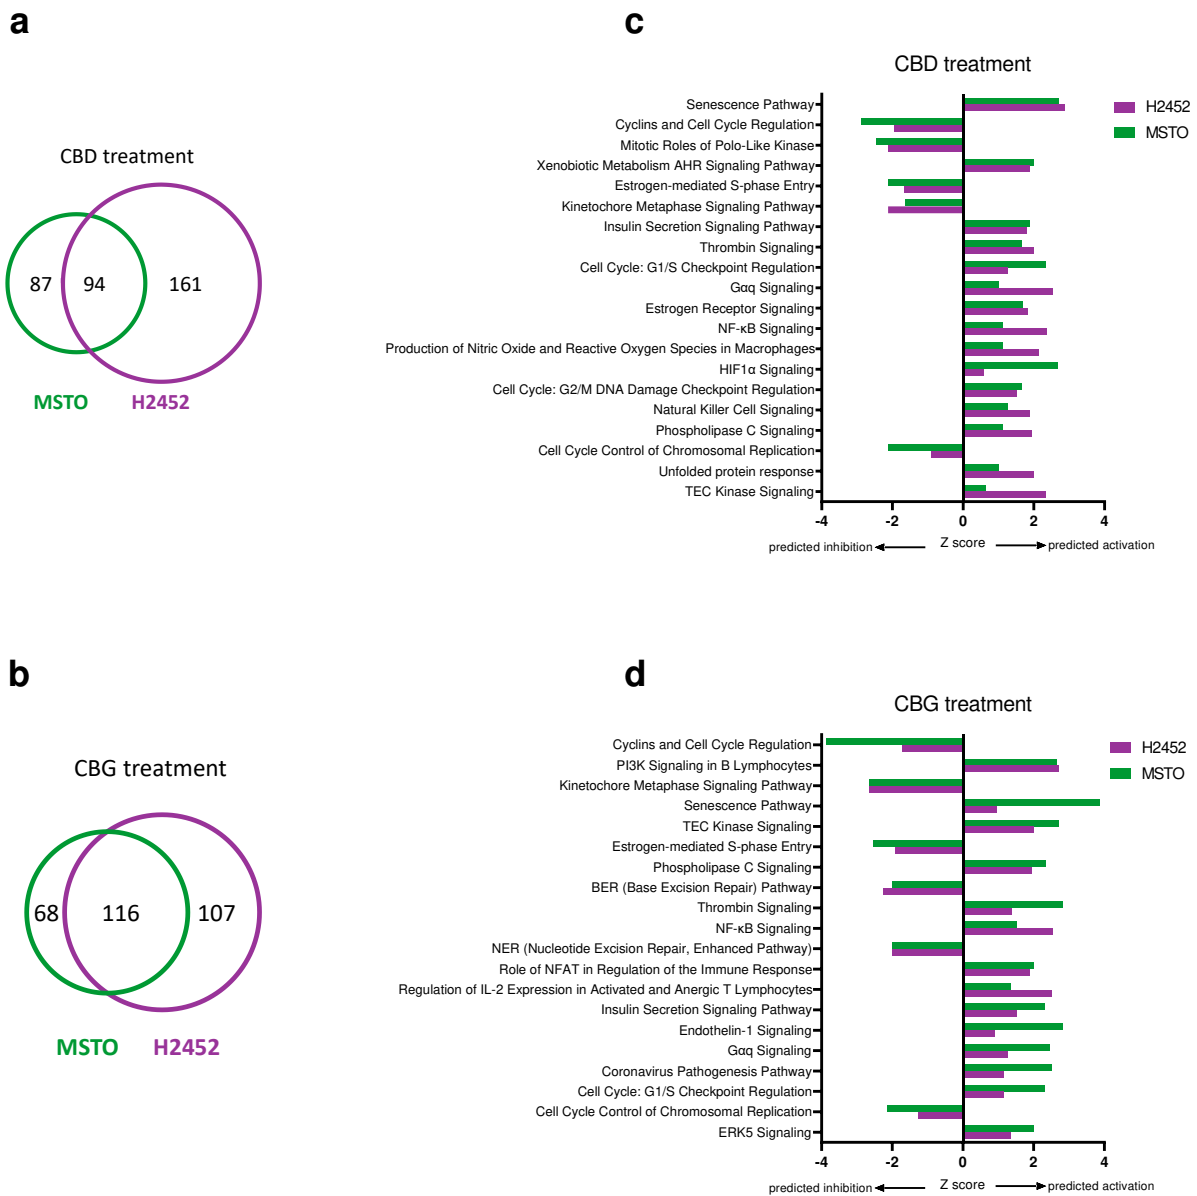 a
CBD treatment
87
94
161
MSTO
H2452
c
CBD treatment
Senescence Pathway
Cyclins and Cell Cycle Regulation
Mitotic Roles of Polo-Like Kinase
Xenobiotic Metabolism AHR Signaling Pathway
Estrogen-mediated S-phase Entry
Kinetochore Metaphase Signaling Pathway
Insulin Secretion Signaling Pathway
Thrombin Signaling
Cell Cycle: G1/S Checkpoint Regulation
Gαq Signaling
Estrogen Receptor Signaling
NF-κB Signaling
Production of Nitric Oxide and Reactive Oxygen Species in Macrophages
HIF1α Signaling
Cell Cycle: G2/M DNA Damage Checkpoint Regulation
Natural Killer Cell Signaling
Phospholipase C Signaling
Cell Cycle Control of Chromosomal Replication
Unfolded protein response
TEC Kinase Signaling
-4 -2 0 2 4
predicted inhibition Z score predicted activation
H2452
MSTO
b
CBG treatment
68
116
107
MSTO
H2452
d
CBG treatment
Cyclins and Cell Cycle Regulation
PI3K Signaling in B Lymphocytes
Kinetochore Metaphase Signaling Pathway
Senescence Pathway
TEC Kinase Signaling
Estrogen-mediated S-phase Entry
Phospholipase C Signaling
BER (Base Excision Repair) Pathway
Thrombin Signaling
NF-κB Signaling
NER (Nucleotide Excision Repair, Enhanced Pathway)
Role of NFAT in Regulation of the Immune Response
Regulation of IL-2 Expression in Activated and Anergic T Lymphocytes
Insulin Secretion Signaling Pathway
Endothelin-1 Signaling
Gαq Signaling
Coronavirus Pathogenesis Pathway
Cell Cycle: G1/S Checkpoint Regulation
Cell Cycle Control of Chromosomal Replication
ERK5 Signaling
-4 -2 0 2 4
predicted inhibition Z score predicted activation
H2452
MSTO